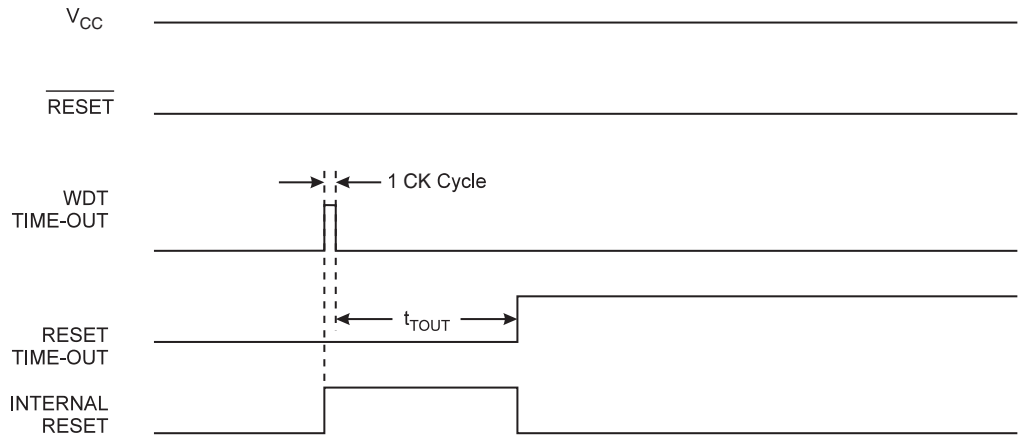 VCC
RESET
1 CK Cycle
WDT
TIME-OUT
tTOUT
RESET
TIME-OUT
INTERNAL
RESET